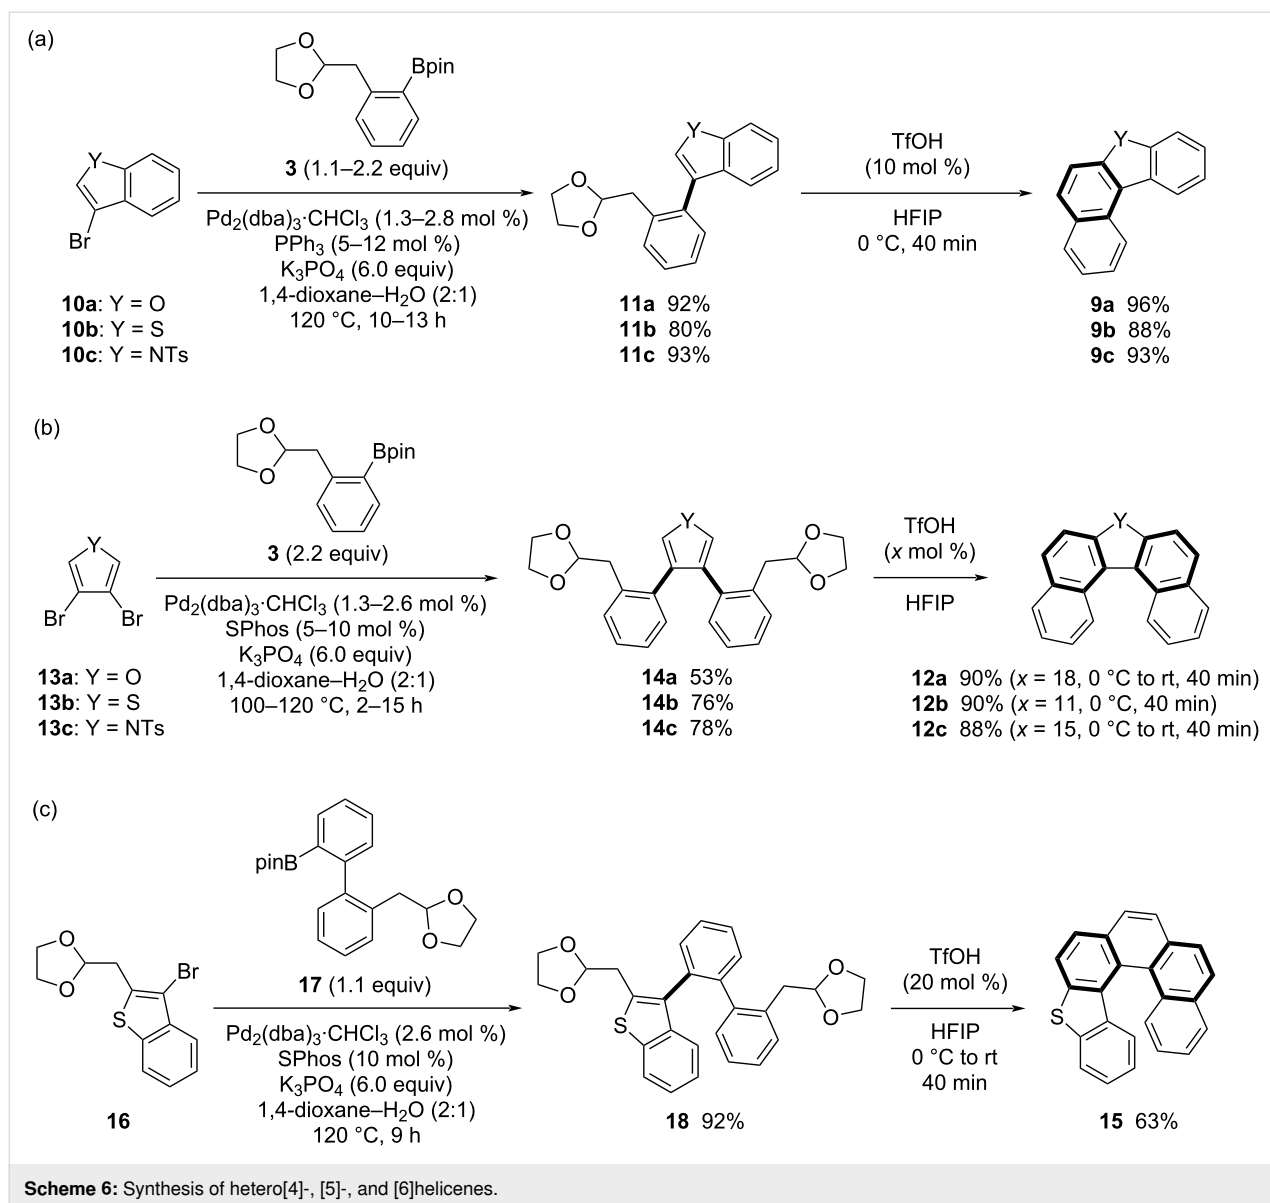 (a)
O
O
Bpin
3 (1.1–2.2 equiv)
Y
Br
Pd2(dba)3·CHCl3 (1.3–2.8 mol %)
PPh3 (5–12 mol %)
K3PO4 (6.0 equiv)
1,4-dioxane–H2O (2:1)
120 °C, 10–13 h
10a: Y = O
10b: Y = S
10c: Y = NTs
Y
O
O
11a 92%
11b 80%
11c 93%
TfOH
(10 mol %)
HFIP
0 °C, 40 min
Y
9a 96%
9b 88%
9c 93%
(b)
O
O
Bpin
3 (2.2 equiv)
Y
Br
Br
Pd2(dba)3·CHCl3 (1.3–2.6 mol %)
SPhos (5–10 mol %)
K3PO4 (6.0 equiv)
1,4-dioxane–H2O (2:1)
100–120 °C, 2–15 h
13a: Y = O
13b: Y = S
13c: Y = NTs
O
O
Y
O
O
14a 53%
14b 76%
14c 78%
TfOH
(x mol %)
HFIP
Y
12a 90% (x = 18, 0 °C to rt, 40 min)
12b 90% (x = 11, 0 °C, 40 min)
12c 88% (x = 15, 0 °C to rt, 40 min)
(c)
pinB
O
O
17 (1.1 equiv)
O
O
Br
S
16
Pd2(dba)3·CHCl3 (2.6 mol %)
SPhos (10 mol %)
K3PO4 (6.0 equiv)
1,4-dioxane–H2O (2:1)
120 °C, 9 h
O
O
S
O
O
18 92%
TfOH
(20 mol %)
HFIP
0 °C to rt
40 min
S
15 63%
Scheme 6: Synthesis of hetero[4]-, [5]-, and [6]helicenes.